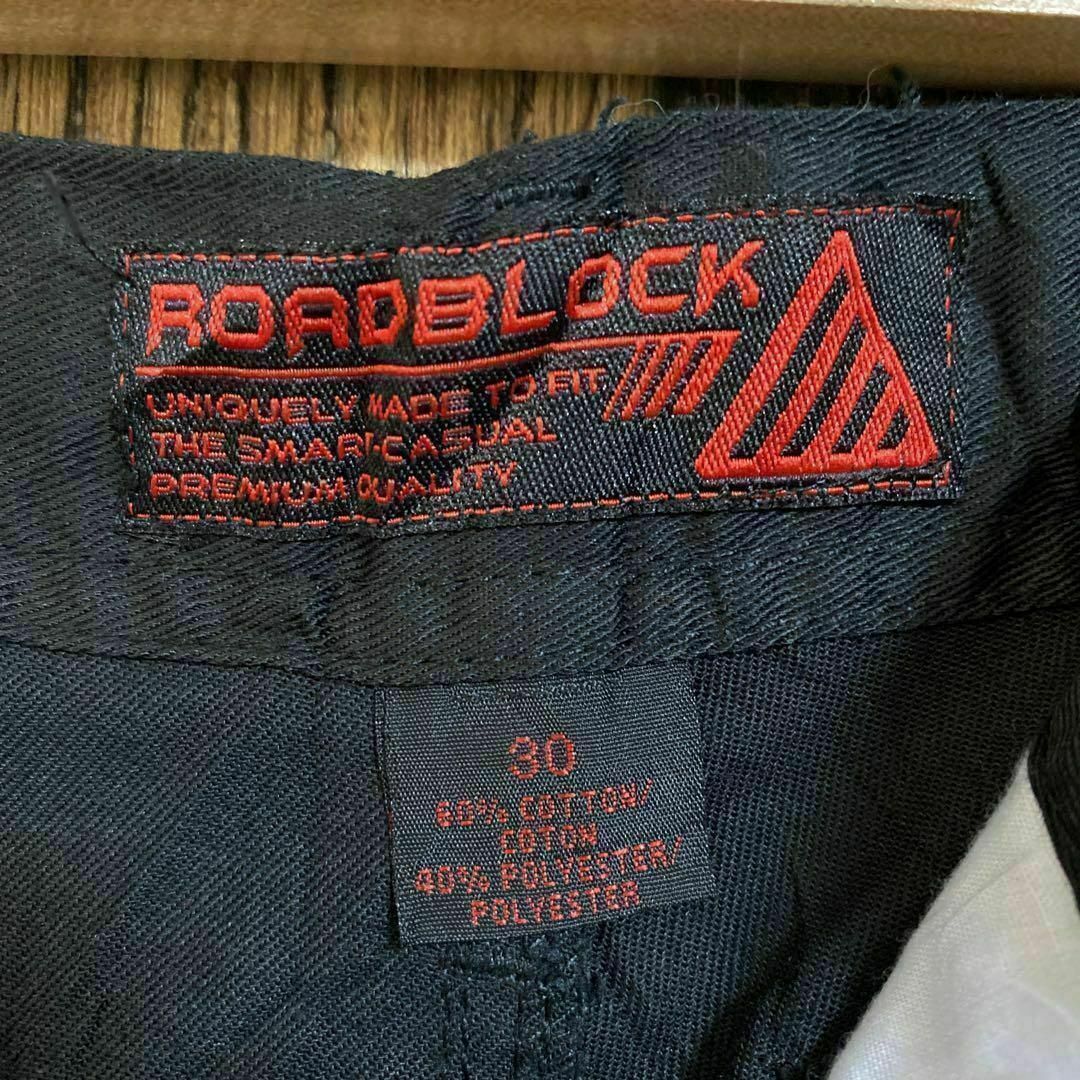 ROADBLOCK
UNIQUELY MADE TO FIT
THE SMART CASUAL
PREMIUM QUALITY
30
60% COTTON/
COTON
40% POLYESTER/
POLYESTER